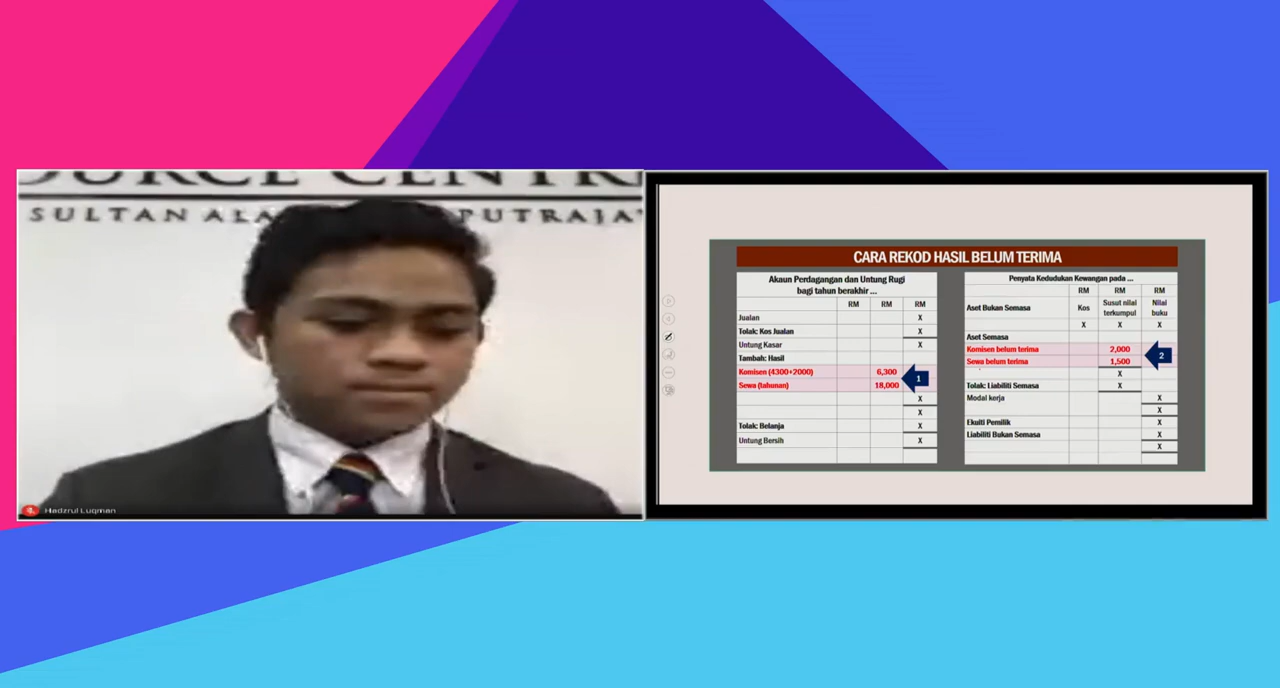 OURCE CENTR
SULTAN ALA PUTRAJA
Hadzrul Luqman
CARA REKOD HASIL BELUM TERIMA
Akaun Perdagangan dan Untung Rugi
bagi tahun berakhir ...
RM RM RM
Jualan X
Tolak: Kos Jualan X
Untung Kasar X
Tambah: Hasil
Komisen (4300+2000) 6,300
Sewa (tahunan) 18,000
1
X
X
Tolak: Belanja X
Untung Bersih X
Penyata Kedudukan Kewangan pada ...
RM RM RM
Aset Bukan Semasa Kos Susut nilai terkumpul Nilai buku
X X X
Aset Semasa
Komisen belum terima 2,000
Sewa belum terima 1,500
2
X
Tolak: Liabiliti Semasa X
Modal kerja X
X
Ekuiti Pemilik X
Liabiliti Bukan Semasa X
X